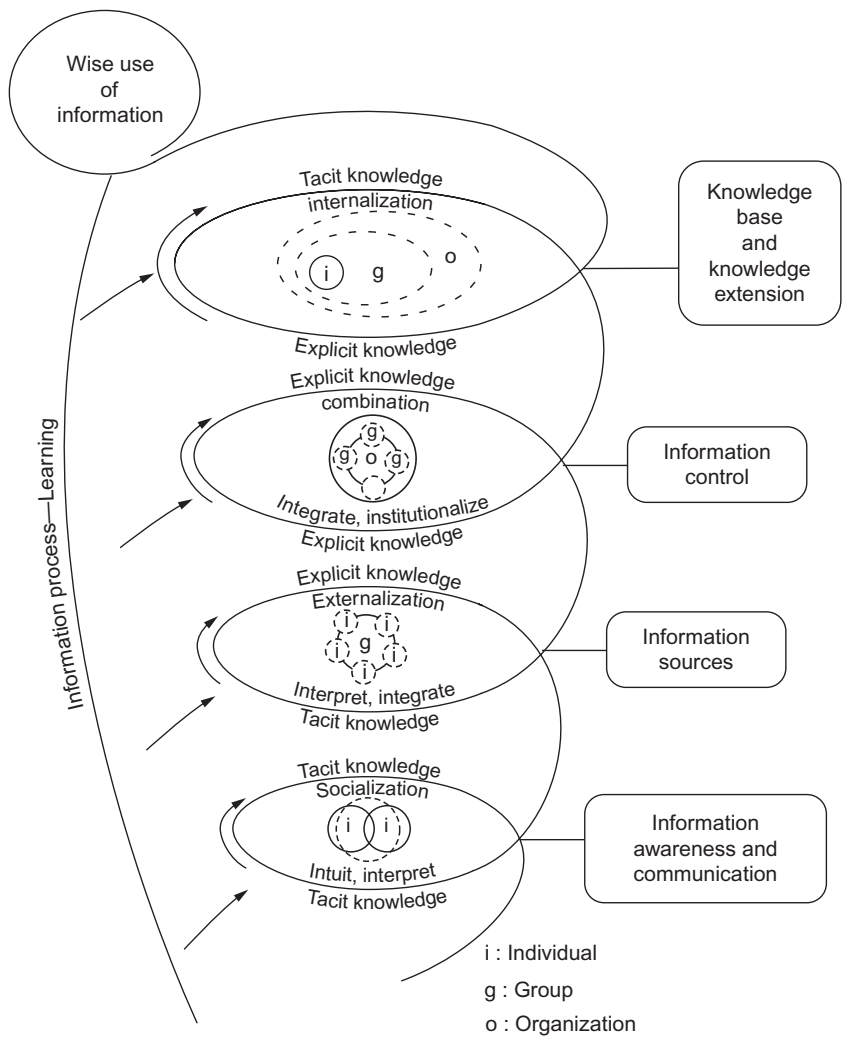 Wise use
of
information
Tacit knowledge
internalization
i
g
o
Explicit knowledge
Knowledge
base
and
knowledge
extension
Explicit knowledge
combination
g
g
o
g
Integrate, institutionalize
Explicit knowledge
Information
control
Information process—Learning
Explicit knowledge
Externalization
i
i
g
i
i
i
Interpret, integrate
Tacit knowledge
Information
sources
Tacit knowledge
Socialization
i
i
Intuit, interpret
Tacit knowledge
Information
awareness and
communication
i : Individual
g : Group
o : Organization